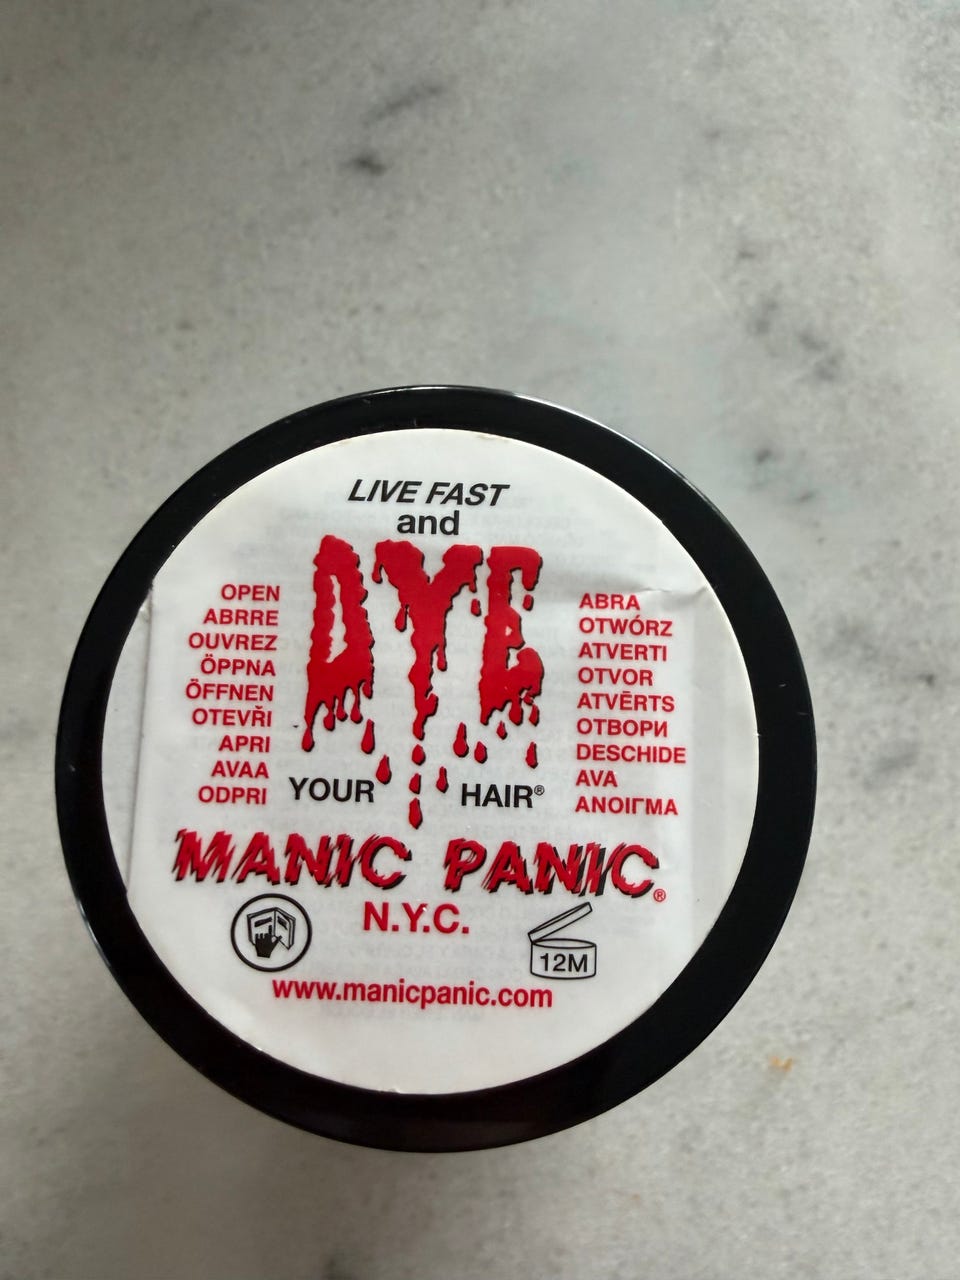 LIVE FAST
and
DYE
YOUR HAIR®
OPEN
ABRRE
OUVREZ
ÖPPNA
ÖFFNEN
OTEVŘI
APRI
AVAA
ODPRI
ABRA
OTWÓRZ
ATVERTI
OTVOR
ATVĒRTS
ОТВОРИ
DESCHIDE
AVA
ΑΝΟΙΓΜΑ
MANIC PANIC®
N.Y.C.
12M
www.manicpanic.com